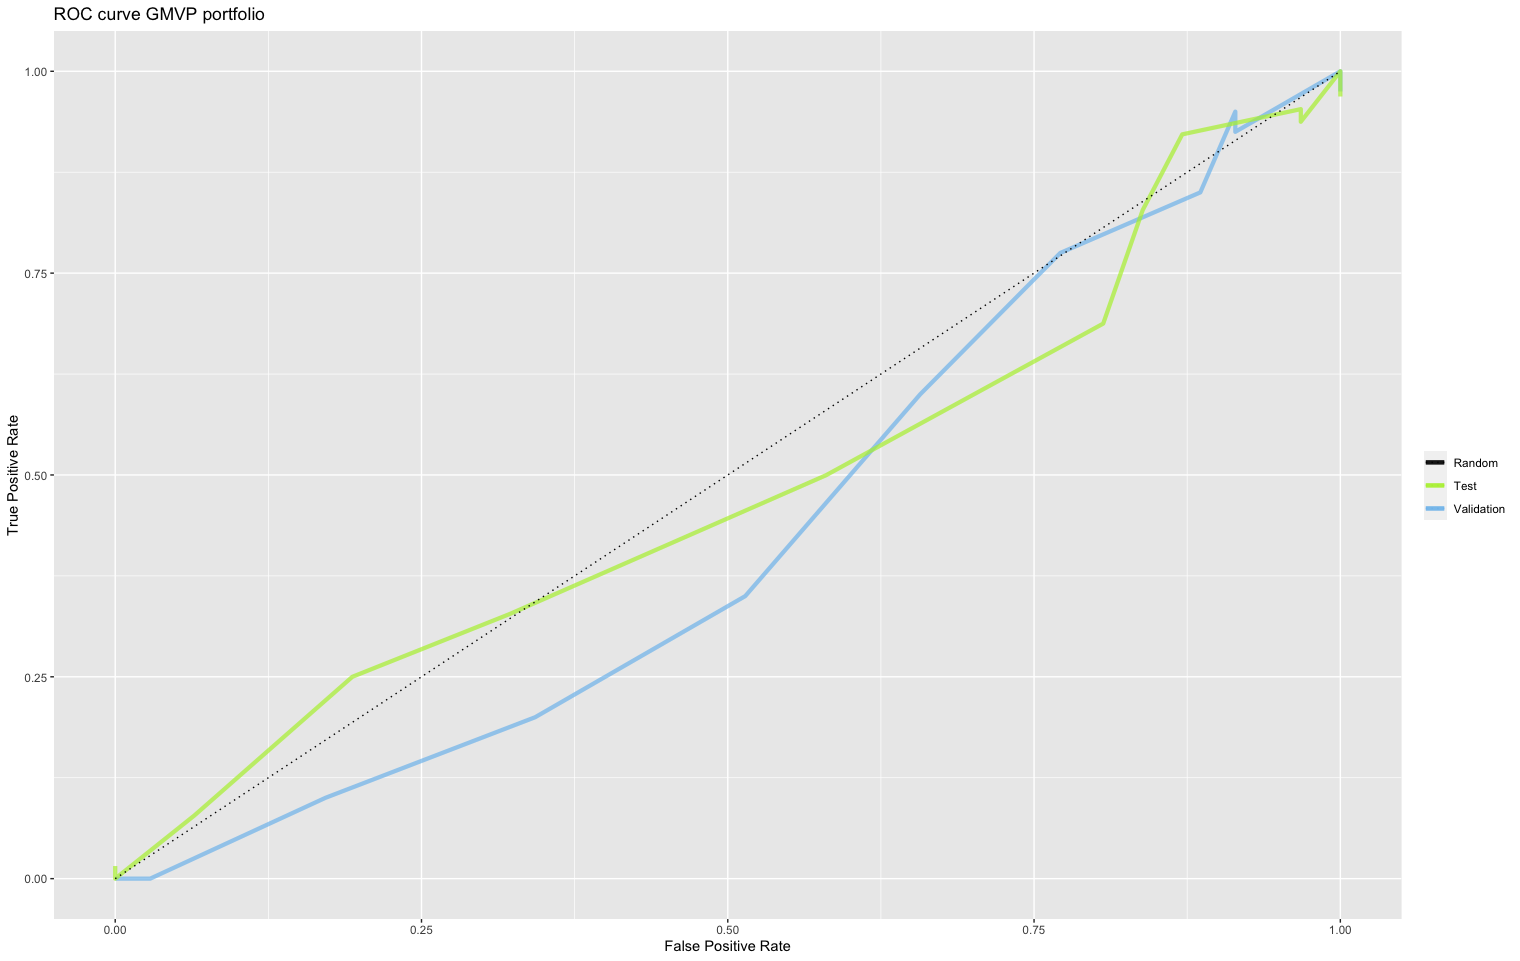 ROC curve GMVP portfolio
True Positive Rate
1.00
0.75
0.50
0.25
0.00
0.00 0.25 0.50 0.75 1.00
False Positive Rate
Random
Test
Validation